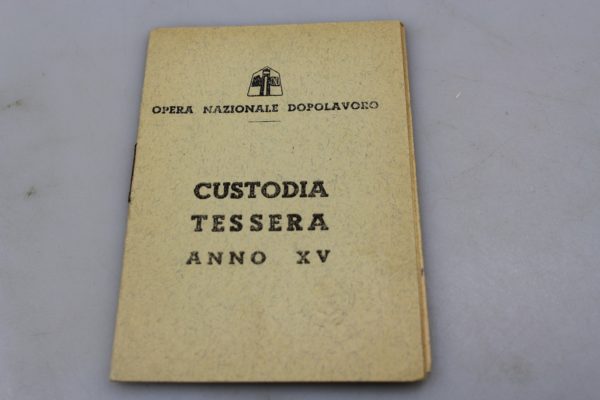 OPERA NAZIONALE DOPOLAVORO
CUSTODIA
TESSERA
ANNO XV